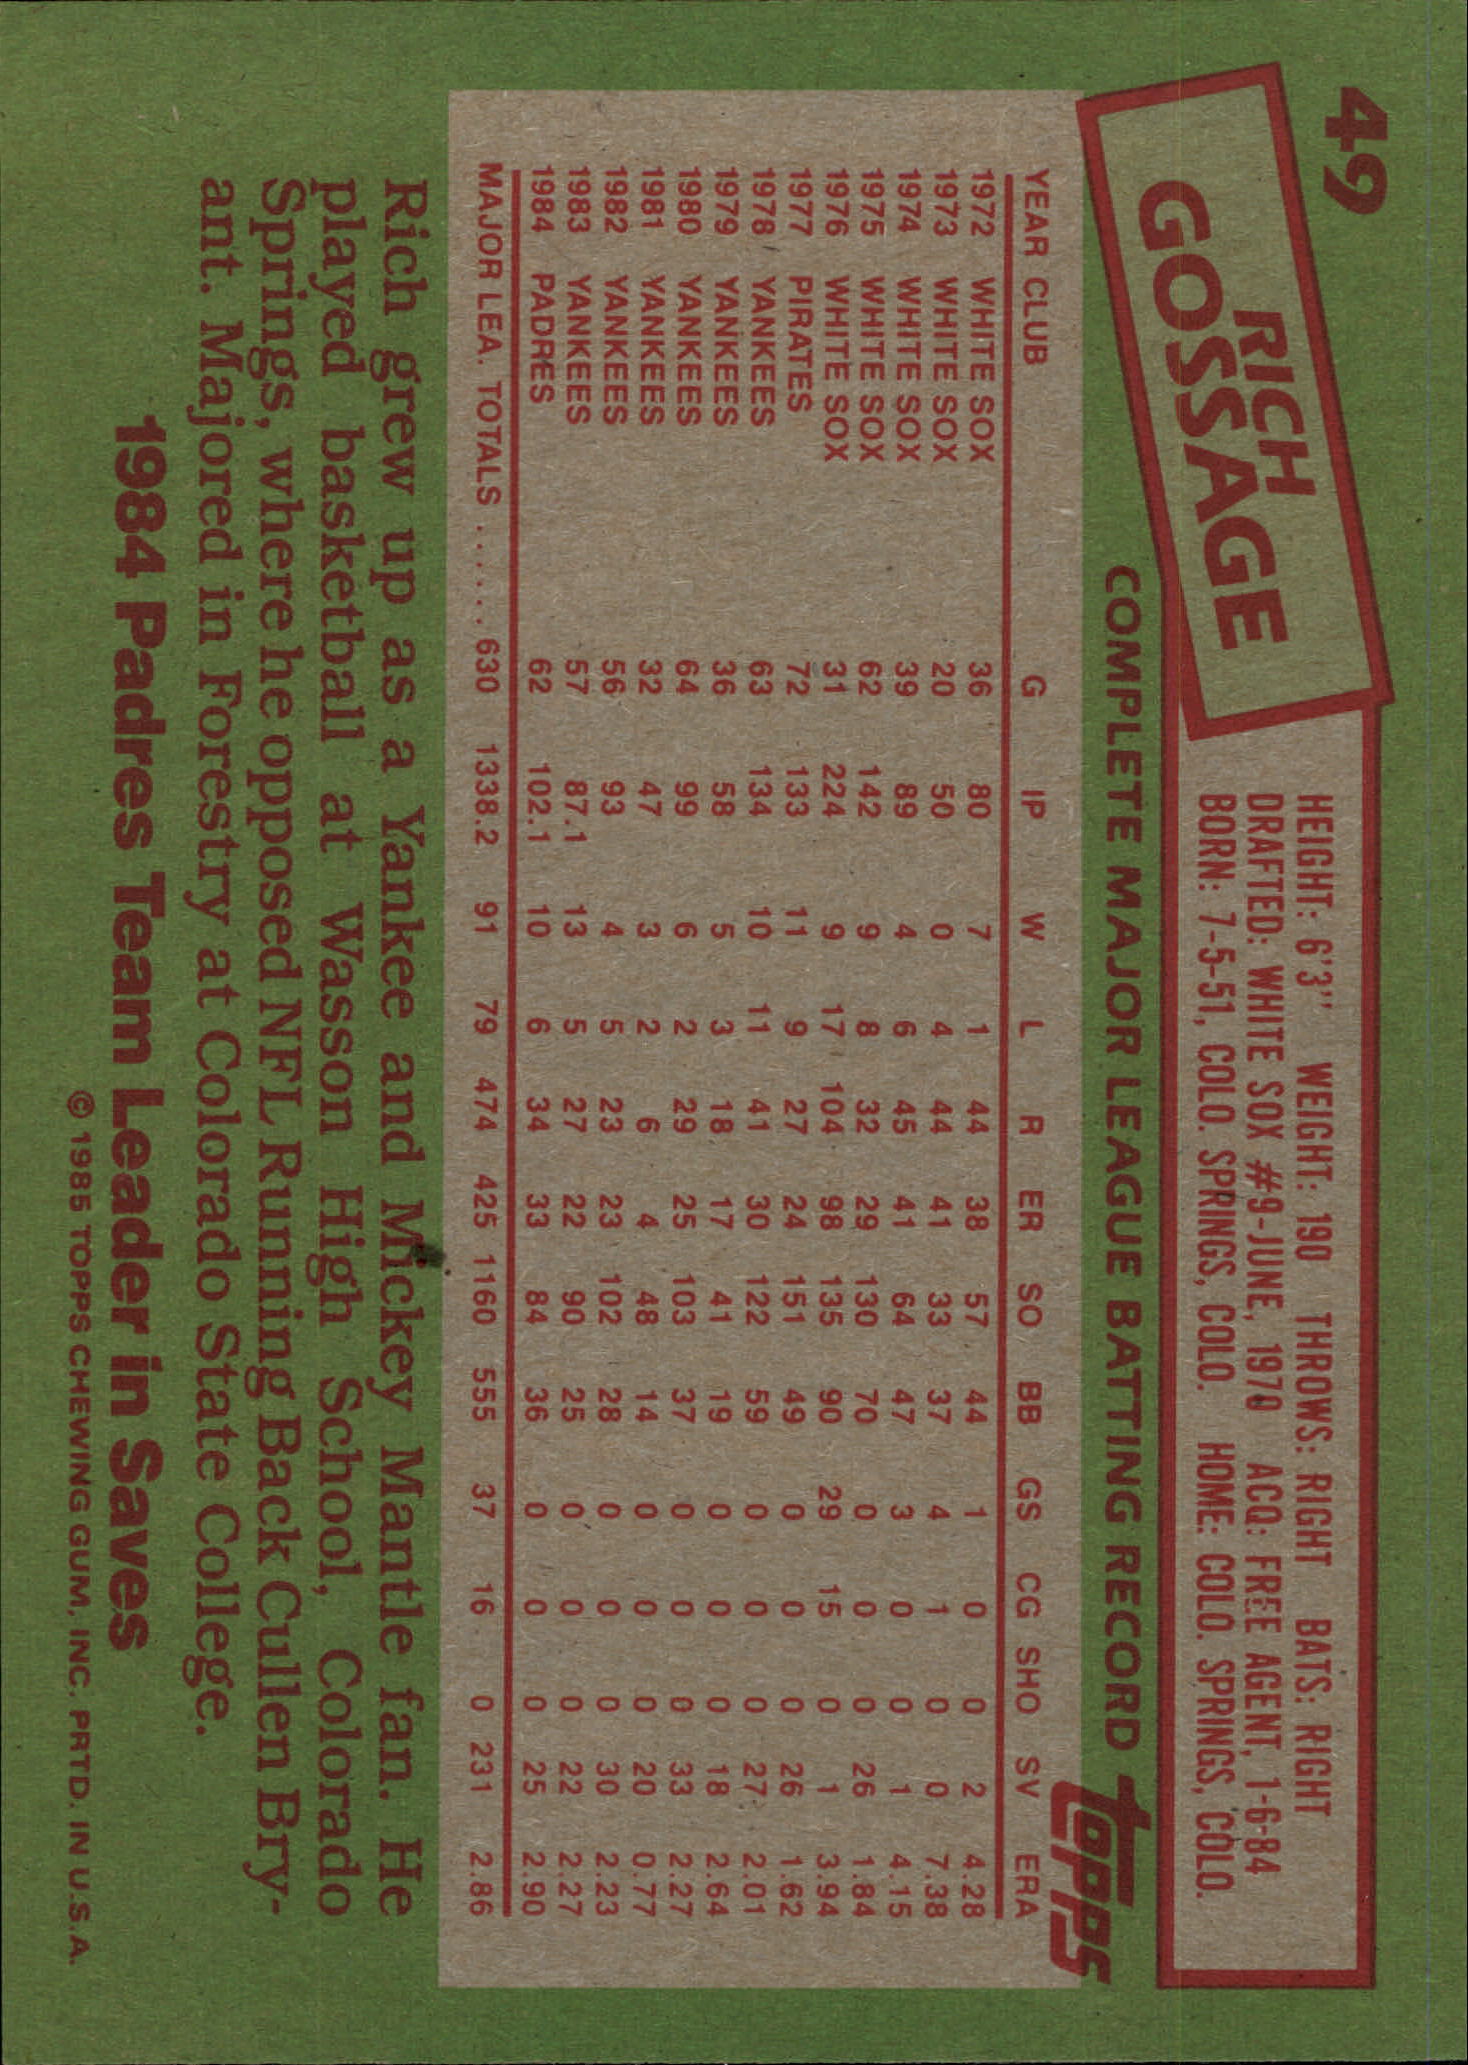 49
RICH
GOSSAGE
HEIGHT: 6'3" WEIGHT: 190 THROWS: RIGHT BATS: RIGHT
DRAFTED: WHITE SOX #9-JUNE, 1970 ACQ: FREE AGENT, 1-6-84
BORN: 7-5-51, COLO. SPRINGS, COLO. HOME: COLO. SPRINGS, COLO.
COMPLETE MAJOR LEAGUE BATTING RECORD
topps
YEAR CLUB G IP W L R ER SO BB GS CG SHO SV ERA
1972 WHITE SOX 36 80 7 1 44 38 57 44 1 0 0 2 4.28
1973 WHITE SOX 20 50 0 4 44 41 33 37 4 1 0 0 7.38
1974 WHITE SOX 39 89 4 6 45 41 64 47 3 0 0 1 4.15
1975 WHITE SOX 62 142 9 8 32 29 130 70 0 0 0 26 1.84
1976 WHITE SOX 31 224 9 17 104 98 135 90 29 15 0 1 3.94
1977 PIRATES 72 133 11 9 27 24 151 49 0 0 0 26 1.62
1978 YANKEES 63 134 10 11 41 30 122 59 0 0 0 27 2.01
1979 YANKEES 36 58 5 3 18 17 41 19 0 0 0 18 2.64
1980 YANKEES 64 99 6 2 29 25 103 37 0 0 0 33 2.27
1981 YANKEES 32 47 3 2 6 4 48 14 0 0 0 20 0.77
1982 YANKEES 56 93 4 5 23 23 102 28 0 0 0 30 2.23
1983 YANKEES 57 87.1 13 5 27 22 90 25 0 0 0 22 2.27
1984 PADRES 62 102.1 10 6 34 33 84 36 0 0 0 25 2.90
MAJOR LEA. TOTALS ...... 630 1338.2 91 79 474 425 1160 555 37 16 0 231 2.86
Rich grew up as a Yankee and Mickey Mantle fan. He
played basketball at Wasson High School, Colorado
Springs, where he opposed NFL Running Back Cullen Bry-
ant. Majored in Forestry at Colorado State College.
1984 Padres Team Leader in Saves
© 1985 TOPPS CHEWING GUM, INC. PRTD. IN U.S.A.